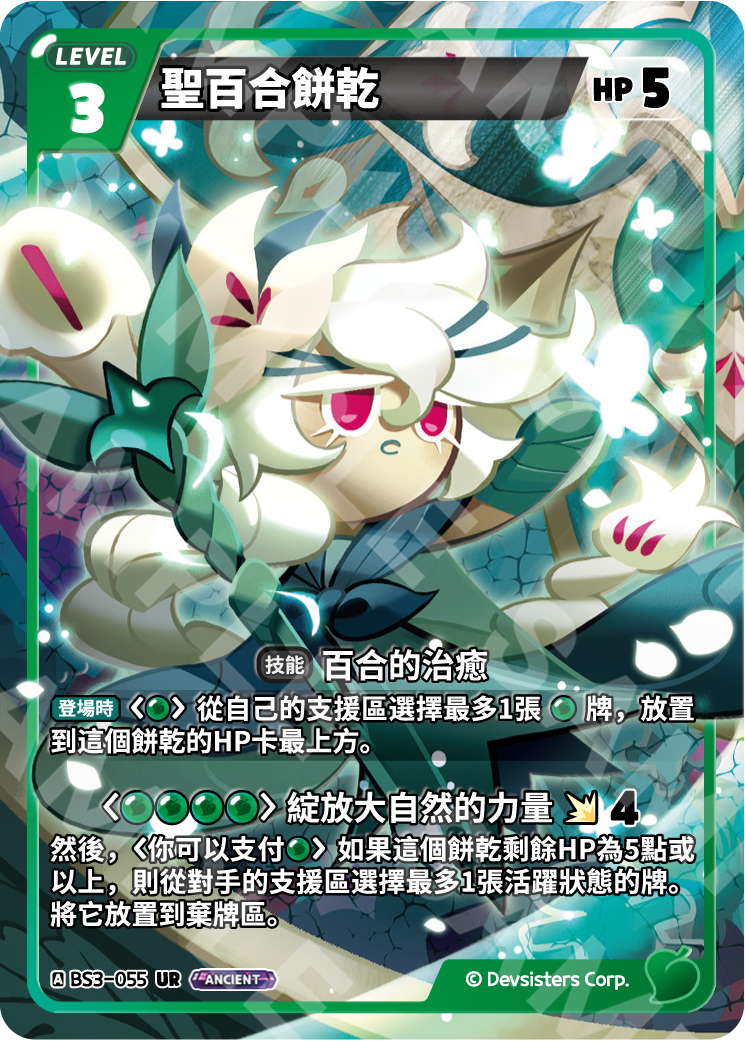 LEVEL
3
聖百合餅乾
HP 5
技能 百合的治癒
登場時 〈〉從自己的支援區選擇最多1張 牌，放置
到這個餅乾的HP卡最上方。
〈〉綻放大自然的力量 4
然後，〈你可以支付〉如果這個餅乾剩餘HP為5點或
以上，則從對手的支援區選擇最多1張活躍狀態的牌。
將它放置到棄牌區。
A BS3-055 UR ANCIENT
© Devsisters Corp.